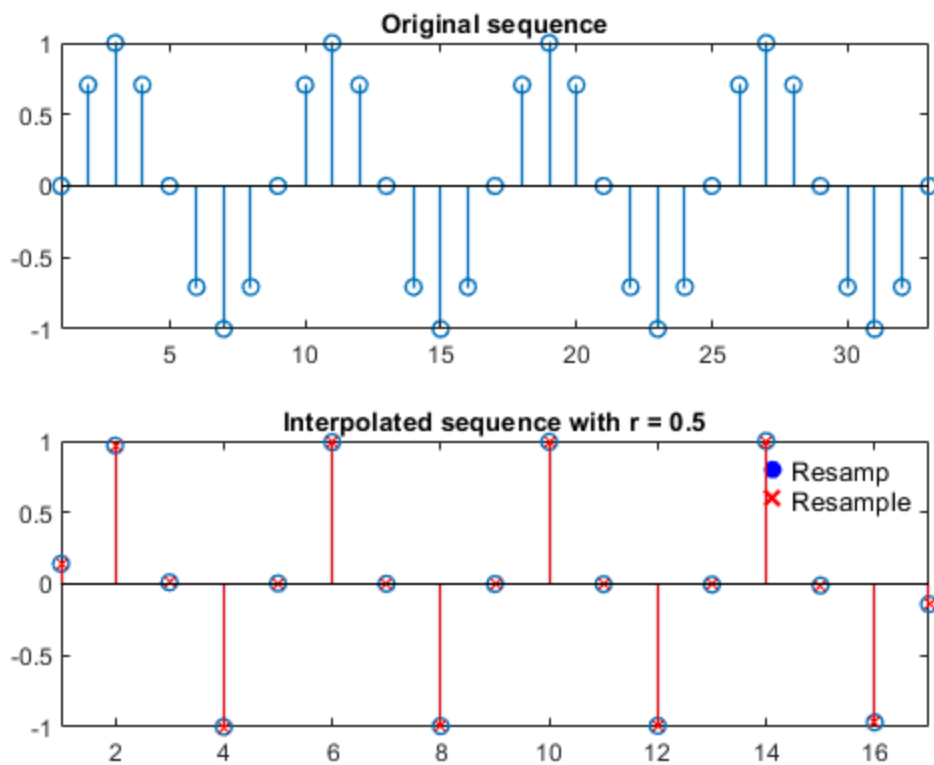 Original sequence
1
0.5
0
-0.5
-1
5 10 15 20 25 30
Interpolated sequence with r = 0.5
1
Resamp
0.5
Resample
0
-0.5
-1
2 4 6 8 10 12 14 16